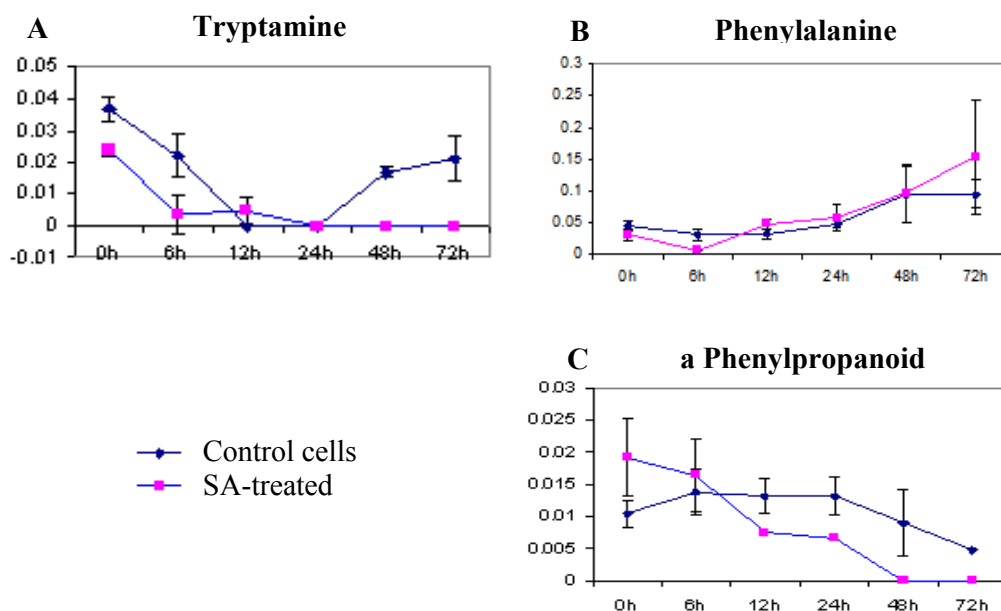 A Tryptamine
0.05
0.04
0.03
0.02
0.01
0
-0.01
0h 6h 12h 24h 48h 72h
B Phenylalanine
0.3
0.25
0.2
0.15
0.1
0.05
0
0h 6h 12h 24h 48h 72h
C a Phenylpropanoid
0.03
0.025
0.02
0.015
0.01
0.005
0
0h 6h 12h 24h 48h 72h
Control cells
SA-treated